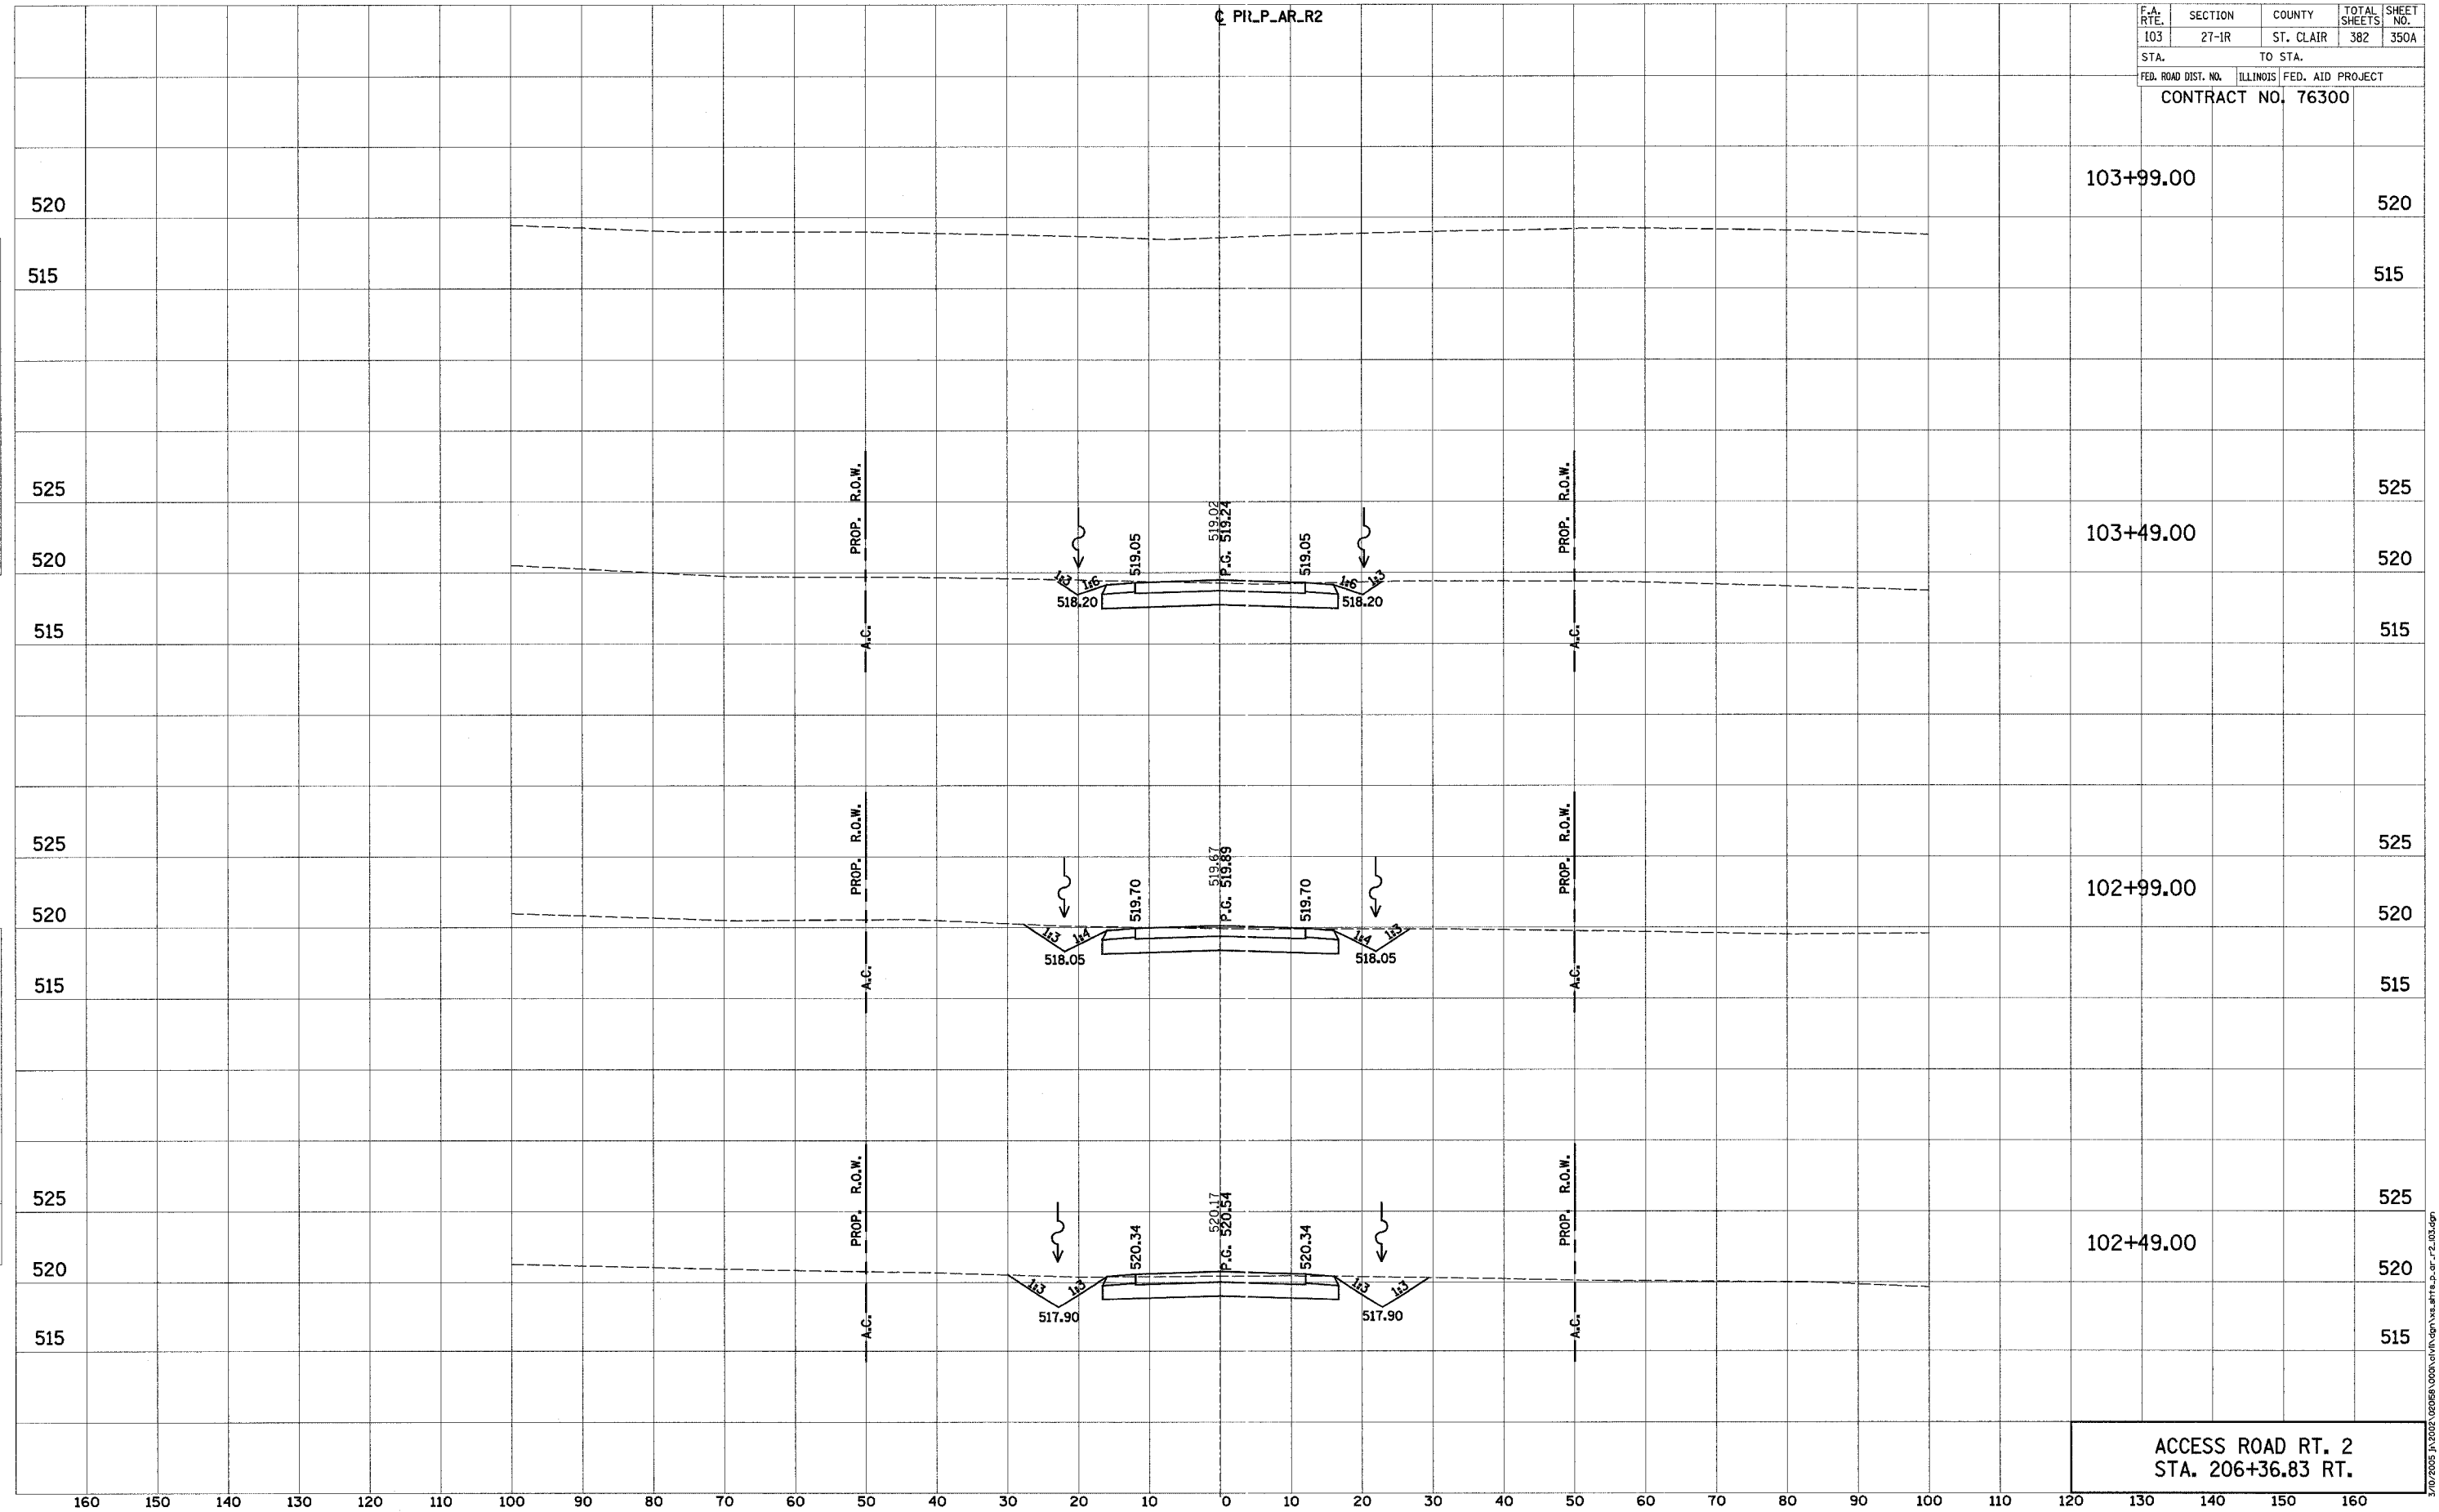 ℄ PR_P_AR_R2
F.A. RTE. SECTION COUNTY TOTAL SHEETS SHEET NO.
103 27-1R ST. CLAIR 382 350A
STA. TO STA.
FED. ROAD DIST. NO. ILLINOIS FED. AID PROJECT
CONTRACT NO. 76300
103+99.00
520 520
515 515
PROP. R.O.W. PROP. R.O.W.
525 525
519.02
P.G. 519.24
103+49.00
519.05 519.05
520 520
1:3 1:6 1:6 1:3
518.20 518.20
515 515
A.C. A.C.
PROP. R.O.W. PROP. R.O.W.
525 525
519.67
P.G. 519.89
102+99.00
519.70 519.70
520 520
1:3 1:4 1:4 1:3
518.05 518.05
515 515
A.C. A.C.
PROP. R.O.W. PROP. R.O.W.
525 525
520.17
P.G. 520.54
102+49.00
520.34 520.34
520 520
1:3 1:3 1:3 1:3
517.90 517.90
515 515
A.C. A.C.
ACCESS ROAD RT. 2
STA. 206+36.83 RT.
160 150 140 130 120 110 100 90 80 70 60 50 40 30 20 10 0 10 20 30 40 50 60 70 80 90 100 110 120 130 140 150 160